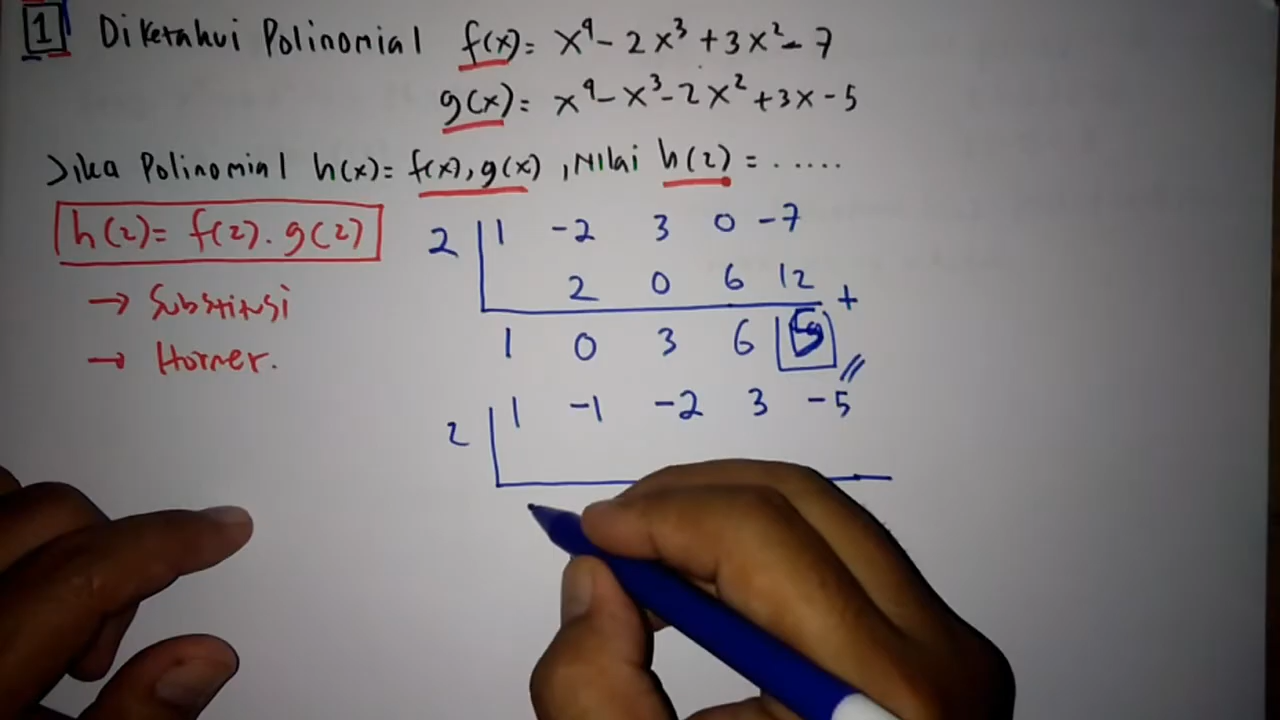 1 Diketahui Polinomial f(x) = x⁴ - 2x³ + 3x² - 7
g(x) = x⁴ - x³ - 2x² + 3x - 5
Jika Polinomial h(x) = f(x), g(x) , Nilai h(2) = .....
h(2) = f(2) . g(2)
→ Substitusi
→ Horner.
2 1 -2 3 0 -7
2 0 6 12 +
1 0 3 6 5
2 1 -1 -2 3 -5